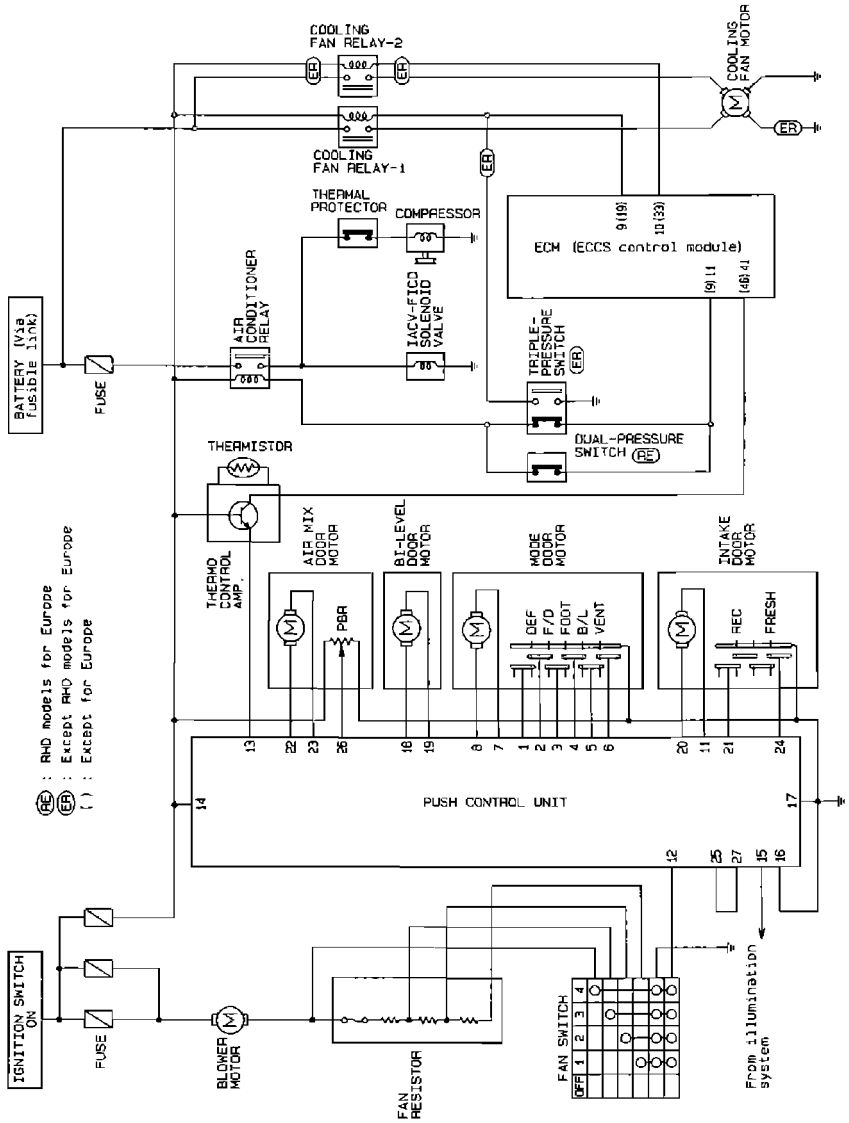 COOLING
FAN RELAY-2
ER
ER
COOLING
FAN MOTOR
M
ER
COOLING
FAN RELAY-1
ER
THERMAL
PROTECTOR
COMPRESSOR
9 (19)
10 (33)
ECM (ECCS control module)
(9) 11
(46) 41
BATTERY (Via
fusible link)
FUSE
AIR
CONDITIONER
RELAY
IACV-FICD
SOLENOID
VALVE
TRIPLE-
PRESSURE
SWITCH
ER
DUAL-PRESSURE
SWITCH RE
THERMISTOR
THERMO
CONTROL
AMP.
AIR MIX
DOOR
MOTOR
M
PBR
BI-LEVEL
DOOR
MOTOR
M
MODE
DOOR
MOTOR
M
DEF
F/D
FOOT
B/L
VENT
INTAKE
DOOR
MOTOR
M
REC
FRESH
RE : RHD models for Europe
ER : Except RHD models for Europe
( ) : Except for Europe
13
22
23
26
18
19
8
7
1
2
3
4
5
6
20
11
21
24
14
PUSH CONTROL UNIT
17
12
25
27
15
16
IGNITION SWITCH
ON
FUSE
BLOWER
MOTOR
M
FAN
RESISTOR
FAN SWITCH
OFF
1
2
3
4
From illumination
system